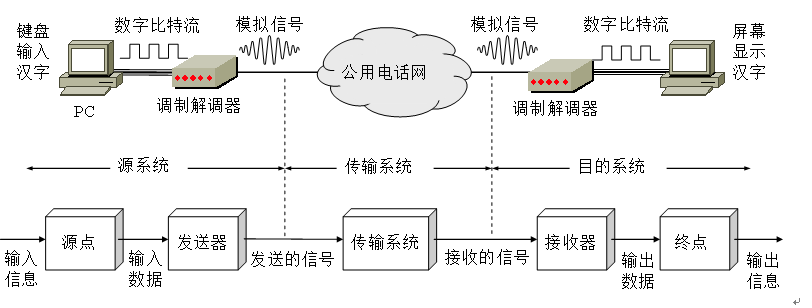 键盘
输入
汉字
数字比特流
模拟信号
模拟信号
数字比特流
屏幕
显示
汉字
公用电话网
PC
调制解调器
调制解调器
源系统
传输系统
目的系统
源点
发送器
传输系统
接收器
终点
输入
信息
输入
数据
发送的信号
接收的信号
输出
数据
输出
信息